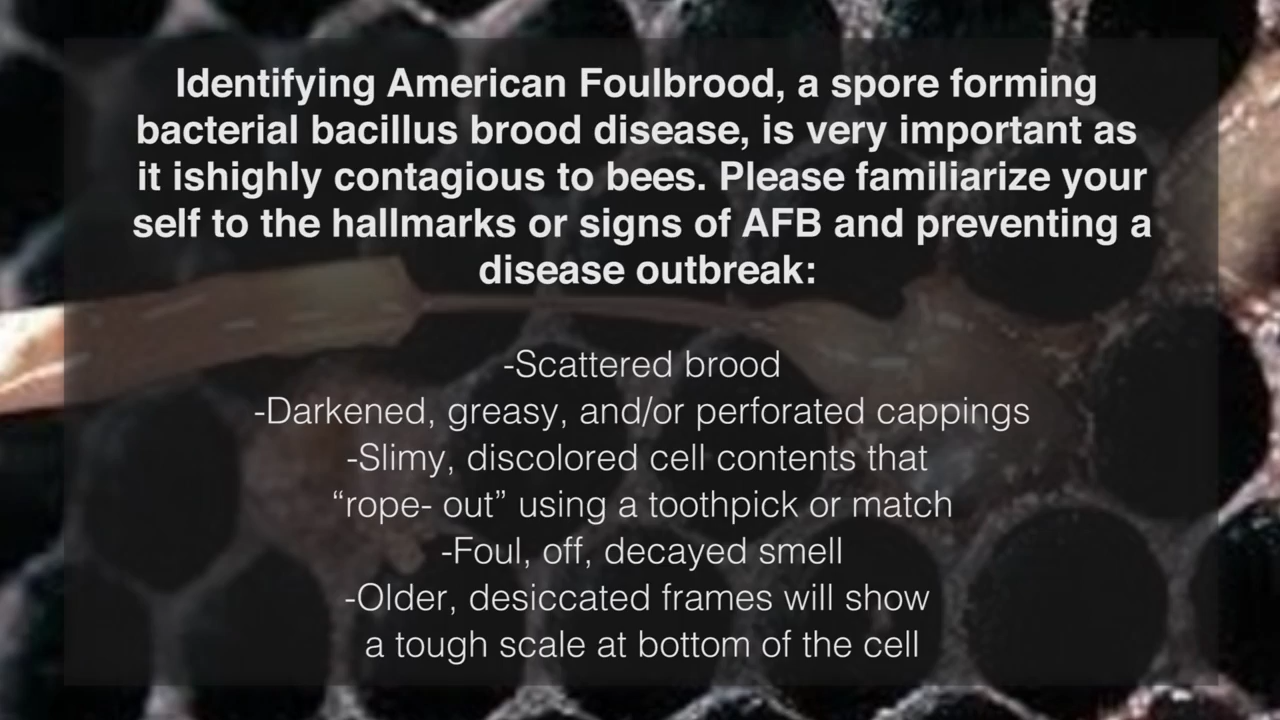 Identifying American Foulbrood, a spore forming
bacterial bacillus brood disease, is very important as
it ishighly contagious to bees. Please familiarize your
self to the hallmarks or signs of AFB and preventing a
disease outbreak:
-Scattered brood
-Darkened, greasy, and/or perforated cappings
-Slimy, discolored cell contents that
“rope- out” using a toothpick or match
-Foul, off, decayed smell
-Older, desiccated frames will show
a tough scale at bottom of the cell